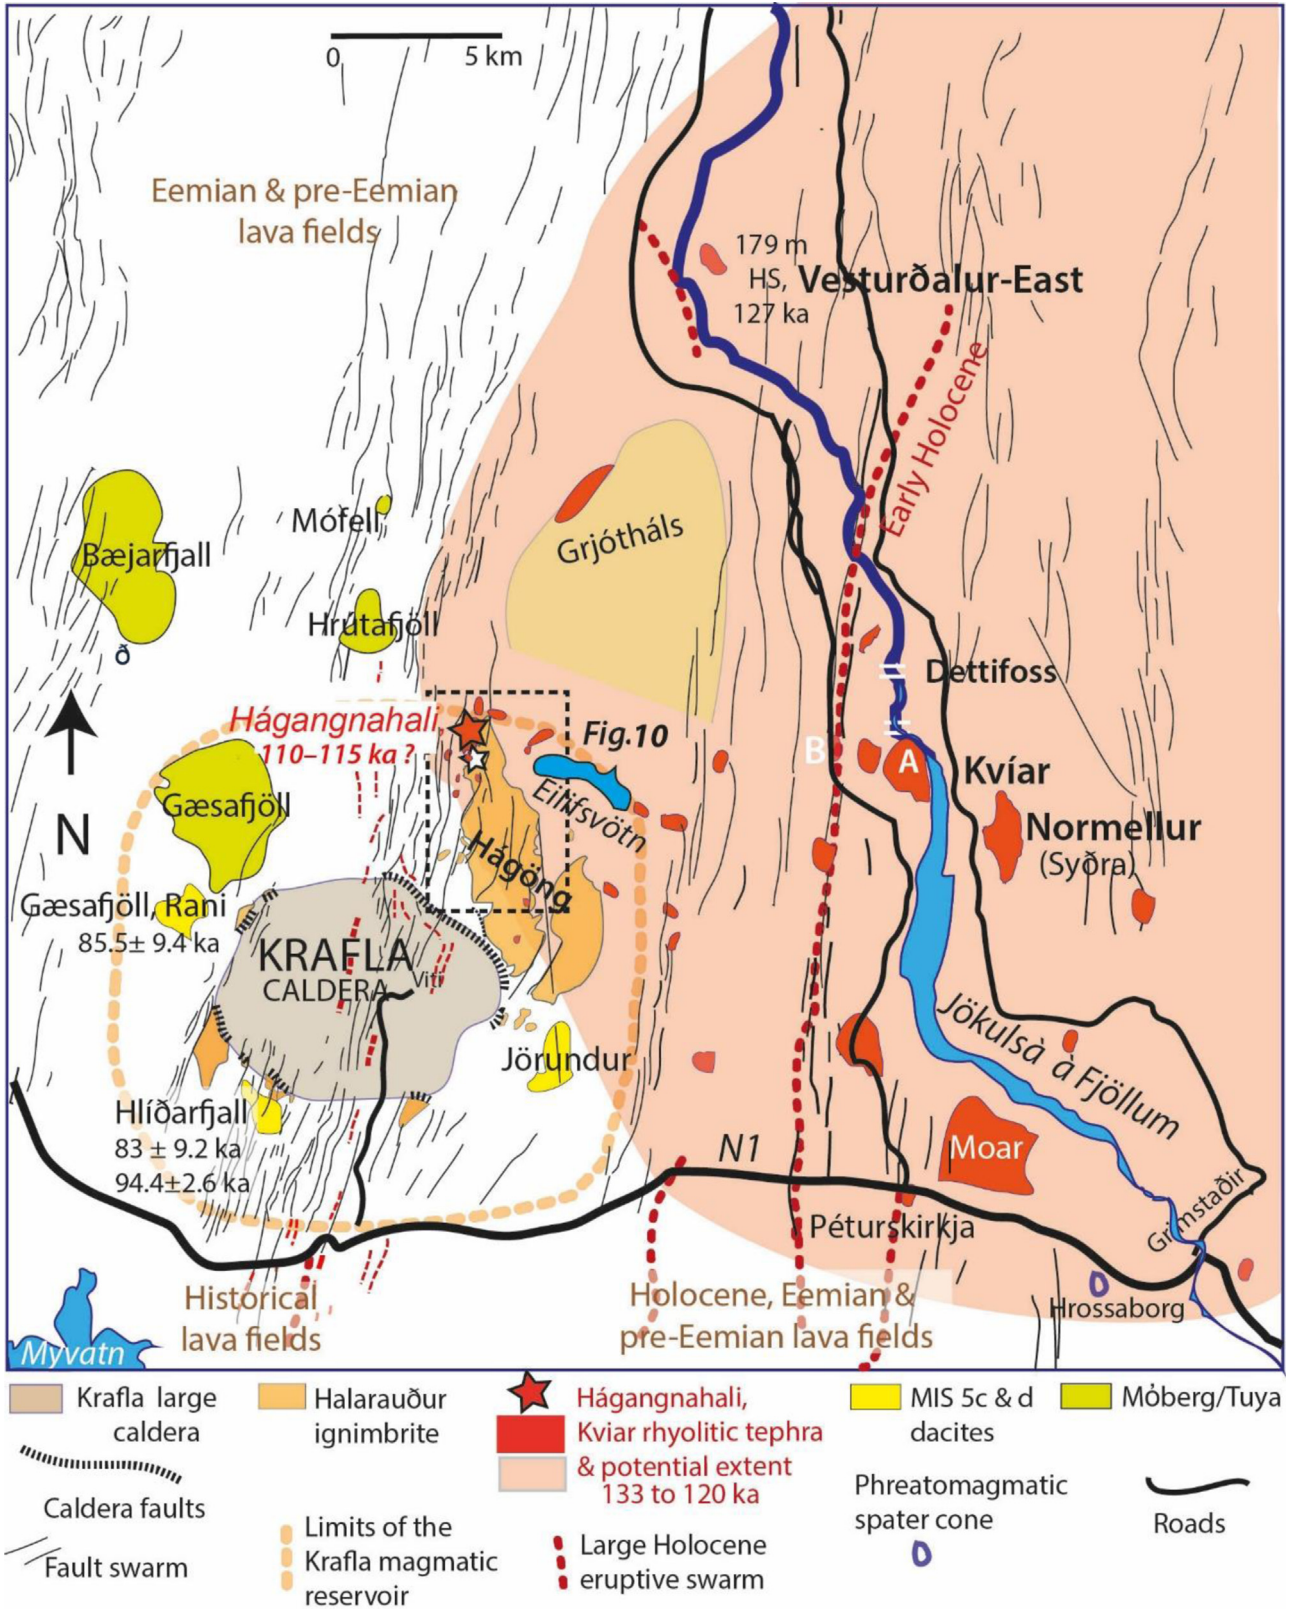 0 5 km
Eemian & pre-Eemian
lava fields
179 m
HS,
127 ka
Vesturðalur-East
Early Holocene
Grjótháls
Mófell
Bæjarfjall
Hrútafjöll
ð
Dettifoss
Hágangnahali
110–115 ka ?
Fig.10
B
A
Kvíar
Eilífsvötn
Gæsafjöll
N
Normellur
(Syðra)
Hágöng
Gæsafjöll, Rani
85.5± 9.4 ka
KRAFLA
CALDERA
Viti
Jökulsà à Fjöllum
Jörundur
Hlíðarfjall
83 ± 9.2 ka
94.4±2.6 ka
N1
Moar
Grimstaðir
Péturskirkja
Historical
lava fields
Holocene, Eemian &
pre-Eemian lava fields
Hrossaborg
Myvatn
Krafla large
caldera
Halarauður
ignimbrite
Hágangnahali,
Kviar rhyolitic tephra
& potential extent
133 to 120 ka
MIS 5c & d
dacites
Mỏberg/Tuya
Caldera faults
Phreatomagmatic
spater cone
Roads
Fault swarm
Limits of the
Krafla magmatic
reservoir
Large Holocene
eruptive swarm